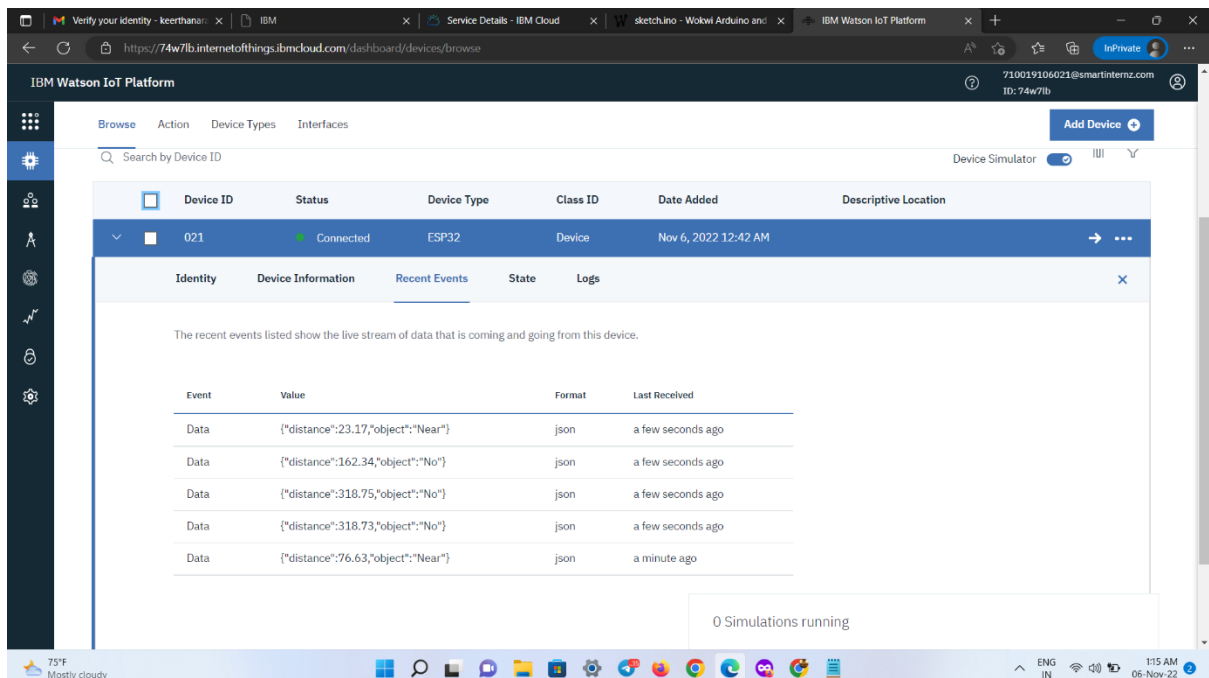 Verify your identity - keerthanara
IBM
Service Details - IBM Cloud
sketch.ino - Wokwi Arduino and
IBM Watson IoT Platform
https://74w7lb.internetofthings.ibmcloud.com/dashboard/devices/browse
InPrivate
IBM Watson IoT Platform
710019106021@smartinternz.com
ID: 74w7lb
Browse Action Device Types Interfaces
Add Device
Search by Device ID
Device Simulator
Device ID Status Device Type Class ID Date Added Descriptive Location
021 Connected ESP32 Device Nov 6, 2022 12:42 AM
Identity Device Information Recent Events State Logs
The recent events listed show the live stream of data that is coming and going from this device.
Event Value Format Last Received
Data {"distance":23.17,"object":"Near"} json a few seconds ago
Data {"distance":162.34,"object":"No"} json a few seconds ago
Data {"distance":318.75,"object":"No"} json a few seconds ago
Data {"distance":318.73,"object":"No"} json a few seconds ago
Data {"distance":76.63,"object":"Near"} json a minute ago
0 Simulations running
75°F
Mostly cloudy
ENG
IN
1:15 AM
06-Nov-22
2